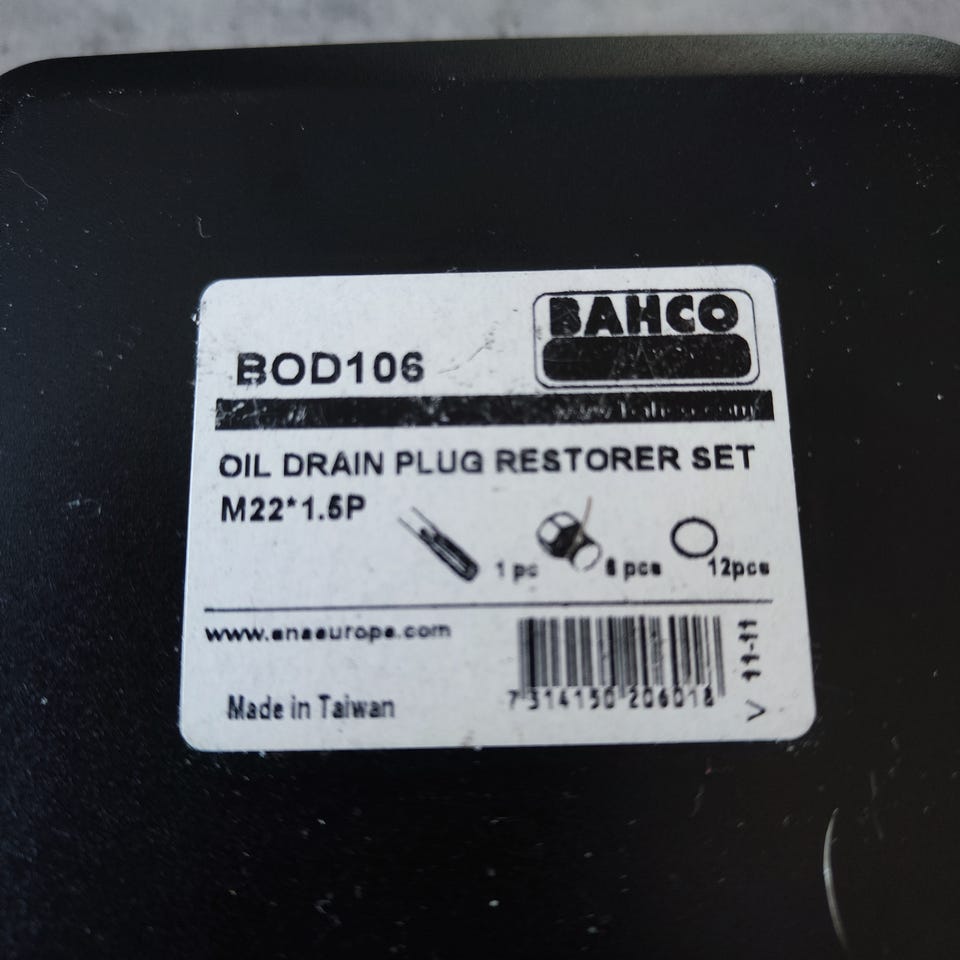 BAHCO
BOD106
OIL DRAIN PLUG RESTORER SET
M22*1.5P
1 pc
6 pcs
12pcs
www.snaeurope.com
Made in Taiwan
7 314150 206018
V 11-11